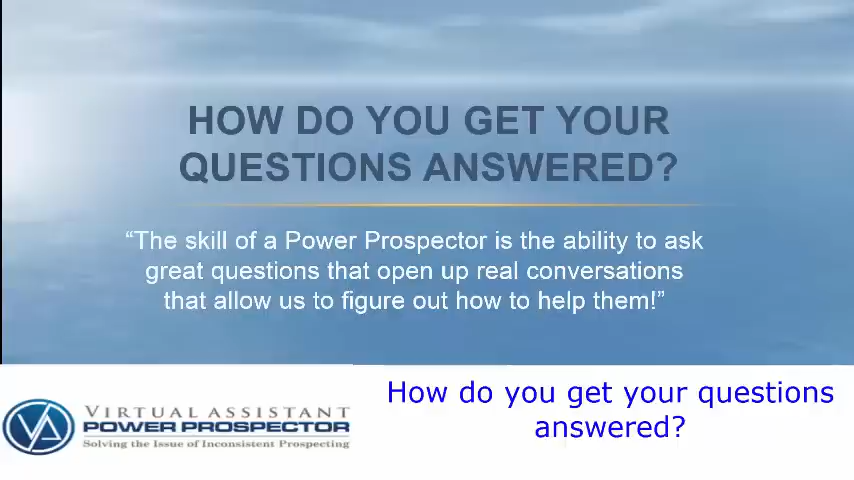 HOW DO YOU GET YOUR
QUESTIONS ANSWERED?
“The skill of a Power Prospector is the ability to ask
great questions that open up real conversations
that allow us to figure out how to help them!”
VA
VIRTUAL ASSISTANT
POWER PROSPECTOR
Solving the Issue of Inconsistent Prospecting
How do you get your questions
answered?